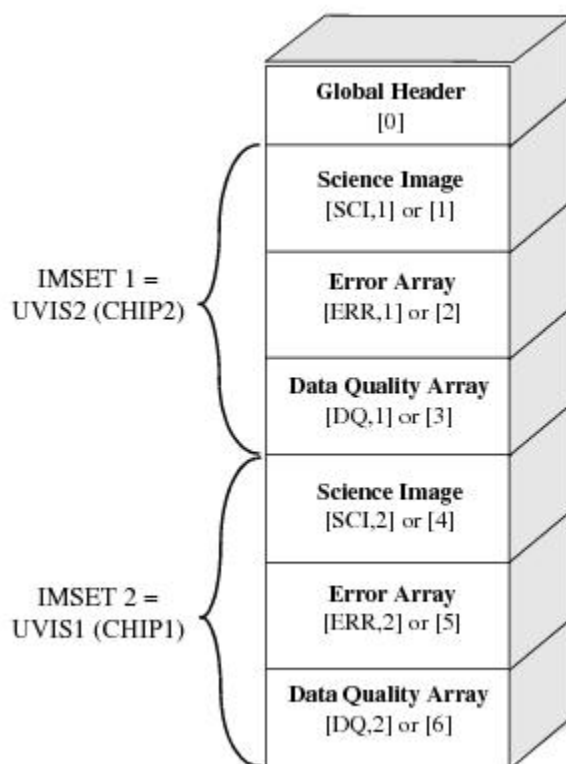 Global Header
[0]
Science Image
[SCI,1] or [1]
IMSET 1 =
UVIS2 (CHIP2)
Error Array
[ERR,1] or [2]
Data Quality Array
[DQ,1] or [3]
Science Image
[SCI,2] or [4]
IMSET 2 =
UVIS1 (CHIP1)
Error Array
[ERR,2] or [5]
Data Quality Array
[DQ,2] or [6]